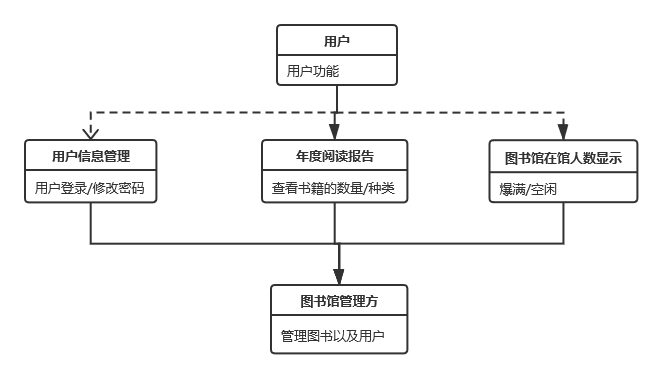 用户
用户功能
用户信息管理
用户登录/修改密码
年度阅读报告
查看书籍的数量/种类
图书馆在馆人数显示
爆满/空闲
图书馆管理方
管理图书以及用户